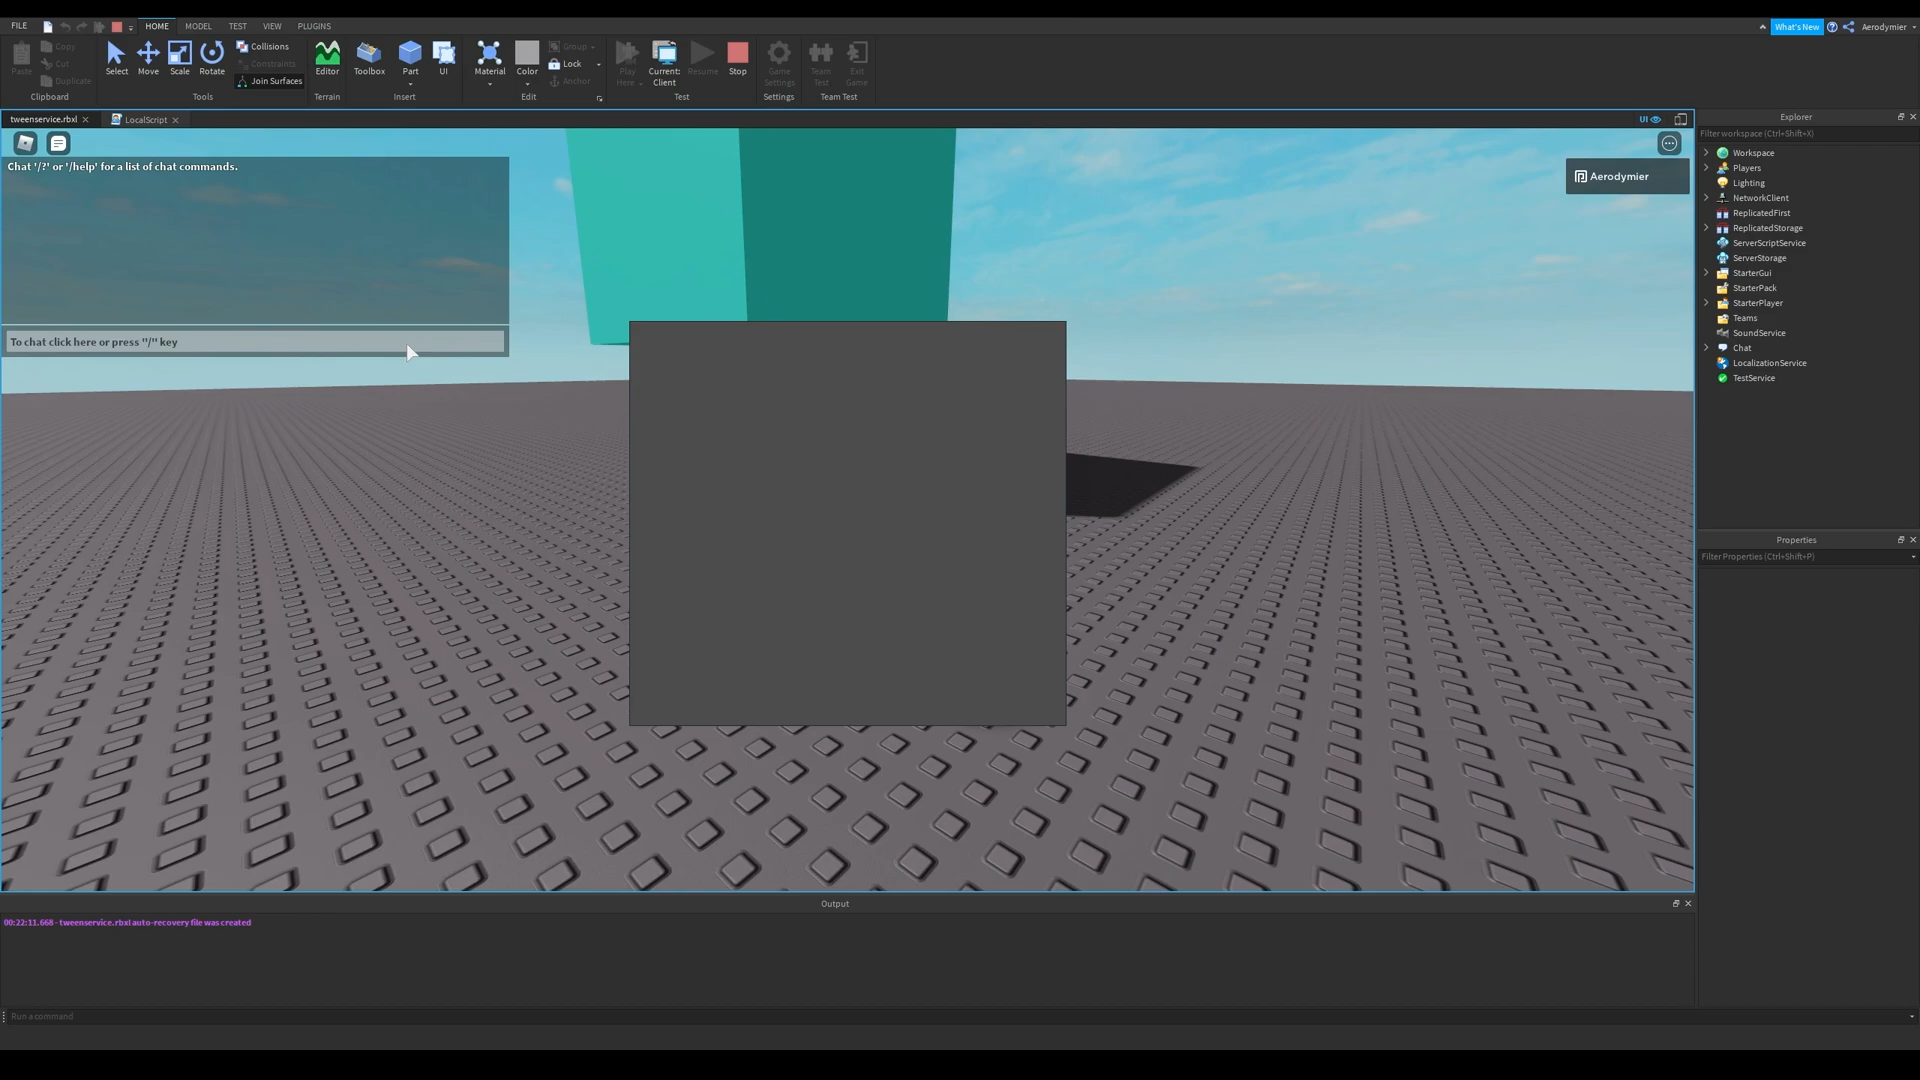 FILE
HOME
MODEL
TEST
VIEW
PLUGINS
What's New
Aerodymier
Paste
Copy
Cut
Duplicate
Clipboard
Select
Move
Scale
Rotate
Collisions
Constraints
Join Surfaces
Tools
Editor
Terrain
Toolbox
Part
UI
Insert
Material
Color
Group
Lock
Anchor
Edit
Play
Here
Current:
Client
Resume
Stop
Test
Game
Settings
Settings
Team
Test
Exit
Game
Team Test
tweenservice.rbxl
LocalScript
UI
Chat '/?' or '/help' for a list of chat commands.
To chat click here or press "/" key
Aerodymier
Explorer
Filter workspace (Ctrl+Shift+X)
Workspace
Players
Lighting
NetworkClient
ReplicatedFirst
ReplicatedStorage
ServerScriptService
ServerStorage
StarterGui
StarterPack
StarterPlayer
Teams
SoundService
Chat
LocalizationService
TestService
Properties
Filter Properties (Ctrl+Shift+P)
Output
00:22:11.668 - tweenservice.rbxl auto-recovery file was created
Run a command